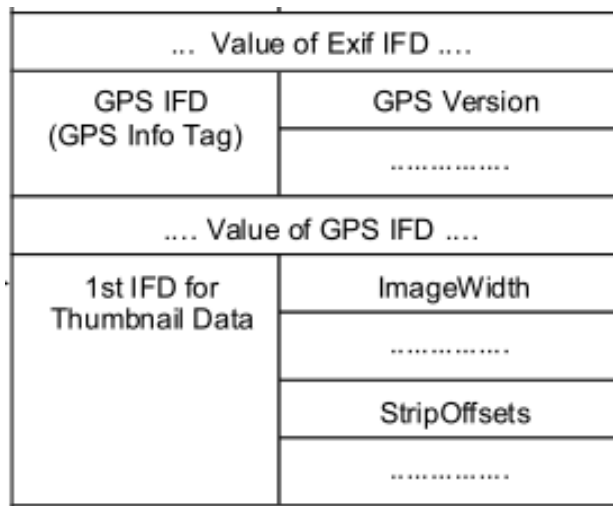 ... Value of Exif IFD ....
GPS IFD
(GPS Info Tag)
GPS Version
...............
.... Value of GPS IFD ....
1st IFD for
Thumbnail Data
ImageWidth
...............
StripOffsets
...............